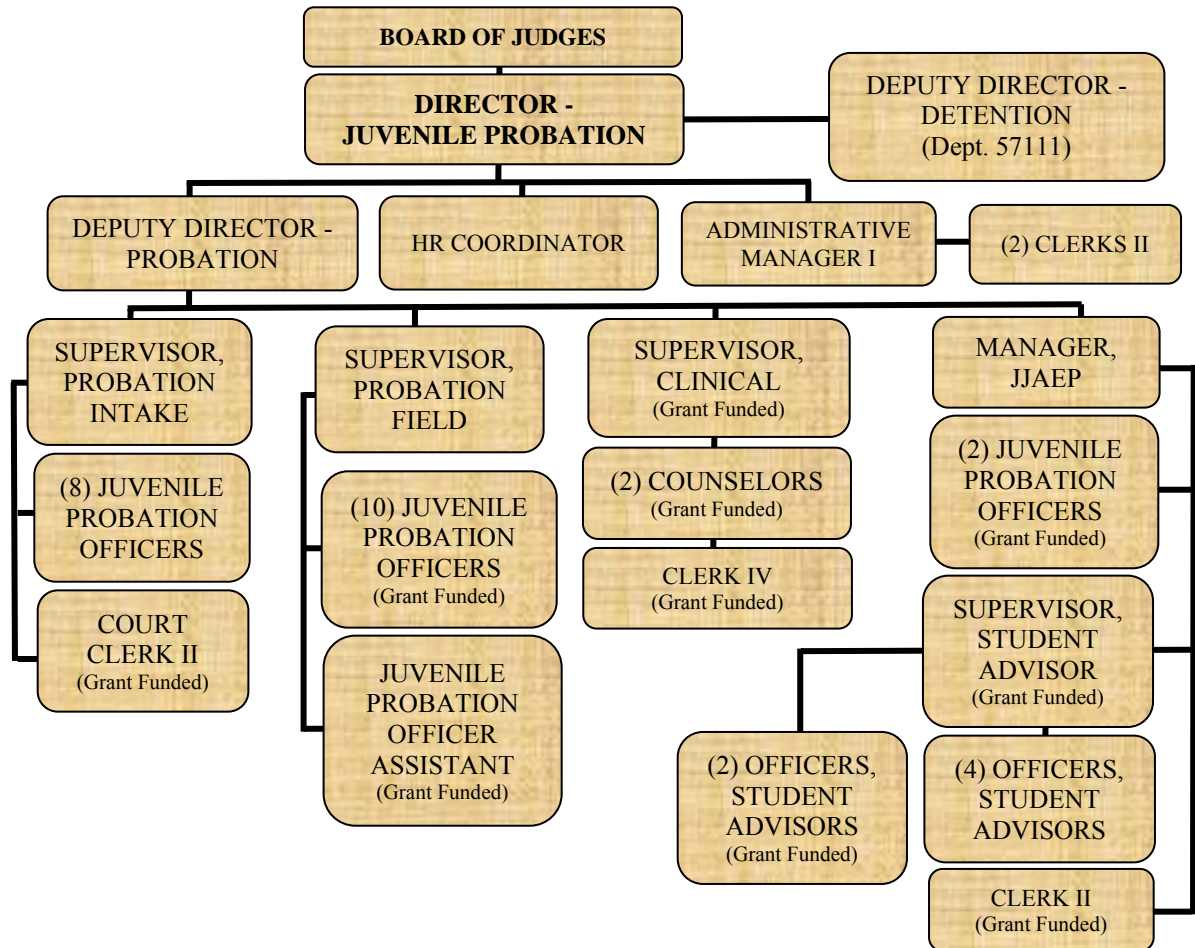 BOARD OF JUDGES
DIRECTOR -
JUVENILE PROBATION
DEPUTY DIRECTOR -
DETENTION
(Dept. 57111)
DEPUTY DIRECTOR -
PROBATION
HR COORDINATOR
ADMINISTRATIVE
MANAGER I
(2) CLERKS II
SUPERVISOR,
PROBATION
INTAKE
(8) JUVENILE
PROBATION
OFFICERS
COURT
CLERK II
(Grant Funded)
SUPERVISOR,
PROBATION
FIELD
(10) JUVENILE
PROBATION
OFFICERS
(Grant Funded)
JUVENILE
PROBATION
OFFICER
ASSISTANT
(Grant Funded)
SUPERVISOR,
CLINICAL
(Grant Funded)
(2) COUNSELORS
(Grant Funded)
CLERK IV
(Grant Funded)
MANAGER,
JJAEP
(2) JUVENILE
PROBATION
OFFICERS
(Grant Funded)
SUPERVISOR,
STUDENT
ADVISOR
(Grant Funded)
(2) OFFICERS,
STUDENT
ADVISORS
(Grant Funded)
(4) OFFICERS,
STUDENT
ADVISORS
CLERK II
(Grant Funded)